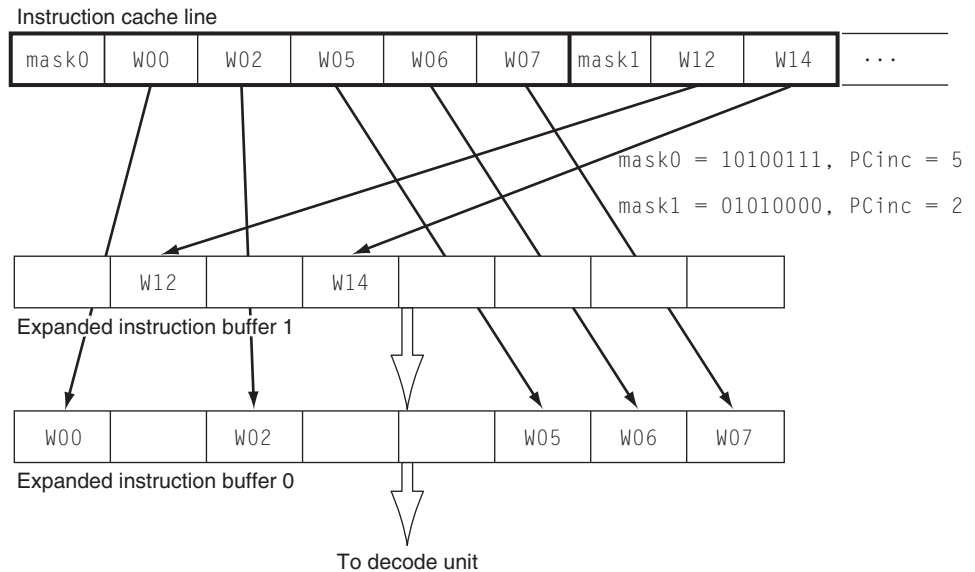 Instruction cache line
mask0 W00 W02 W05 W06 W07 mask1 W12 W14 ...
mask0 = 10100111, PCinc = 5
mask1 = 01010000, PCinc = 2
W12 W14
Expanded instruction buffer 1
W00 W02 W05 W06 W07
Expanded instruction buffer 0
To decode unit